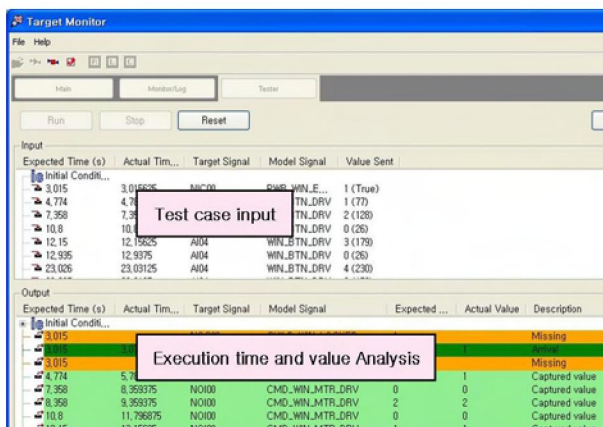 Target Monitor
File Help
Main Monitor/Log Tester
Run Stop Reset
Input
Expected Time (s) Actual Tim... Target Signal Model Signal Value Sent
Initial Conditi...
3,015 3,015625 PWR_WIN_E... 1 (True)
4,774 1 (77)
7,358 2 (128)
10,8 0 (26)
12,15 12,15625 AI04 WIN_BTN_DRV 3 (179)
12,935 12,9375 AI04 WIN_BTN_DRV 0 (26)
23,026 23,03125 AI04 WIN_BTN_DRV 4 (230)
Test case input
Output
Expected Time (s) Actual Tim... Target Signal Model Signal Expected ... Actual Value Description
Initial Conditi...
3,015 Missing
3,015 1 Arrival
3,015 Missing
4,774 1 Captured value
7,358 8,359375 NOI00 CMD_WIN_MTR_DRV 0 0 Captured value
8,358 9,359375 NOI00 CMD_WIN_MTR_DRV 2 2 Captured value
10,8 11,796875 NOI00 CMD_WIN_MTR_DRV 0 0 Captured value
Execution time and value Analysis